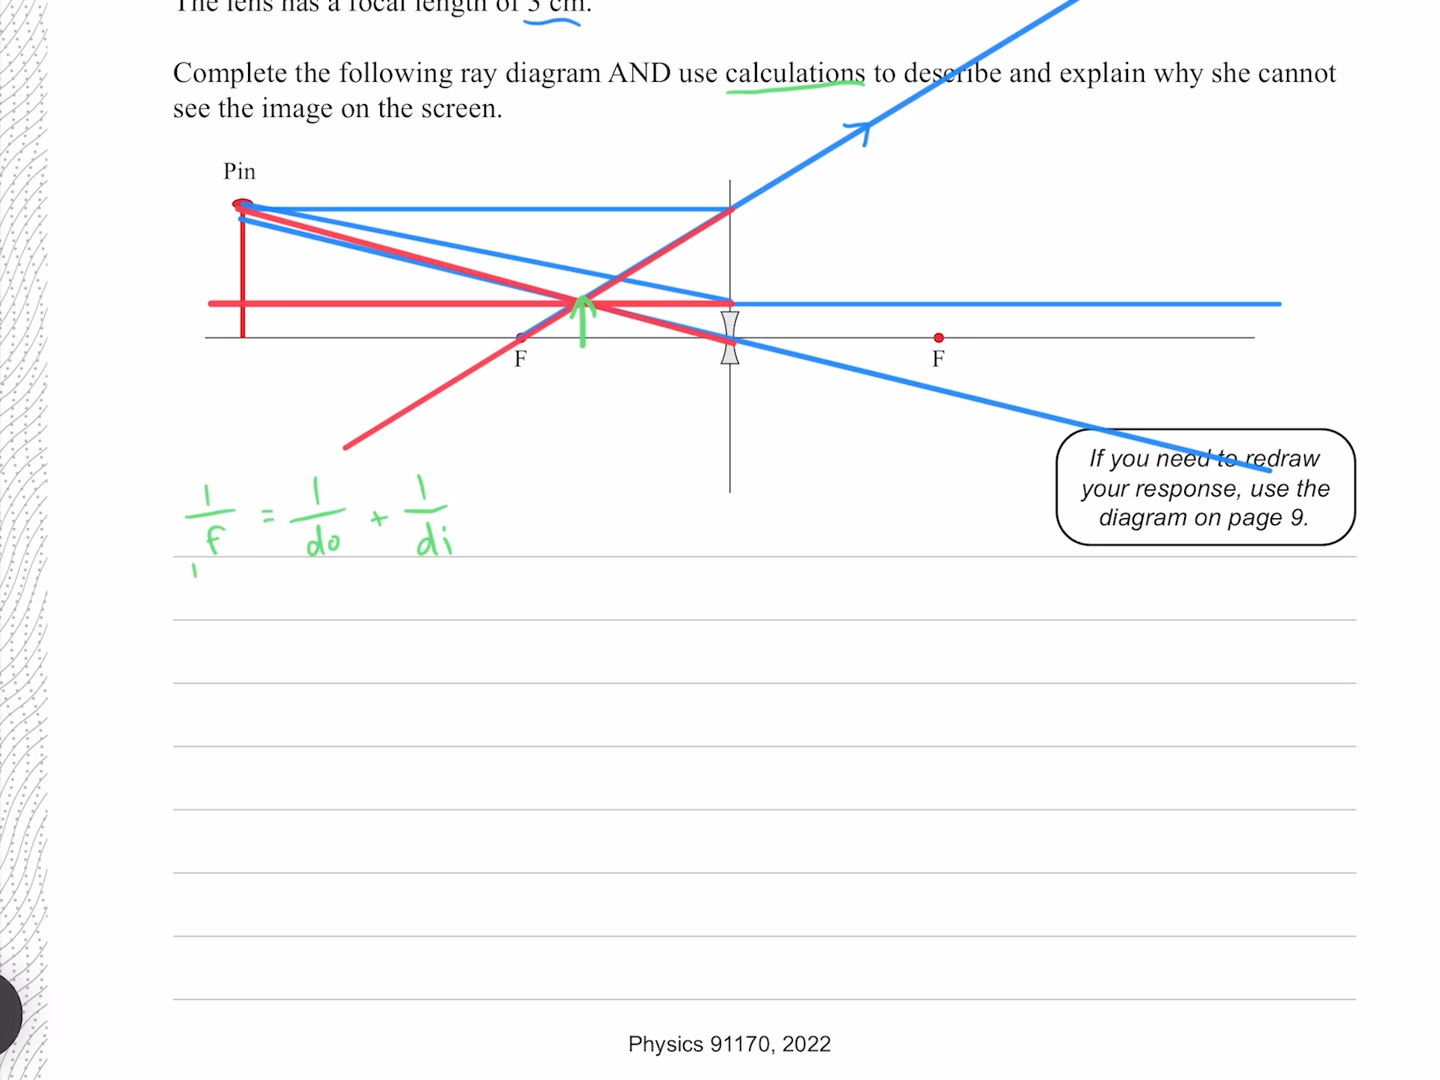 The lens has a focal length of 3 cm.
Complete the following ray diagram AND use calculations to describe and explain why she cannot
see the image on the screen.
Pin
F
F
If you need to redraw
your response, use the
diagram on page 9.
1/f = 1/do + 1/di
Physics 91170, 2022